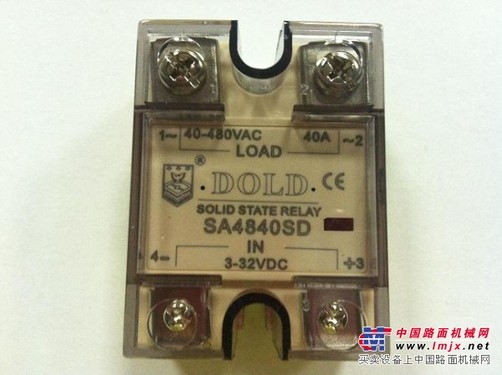 40-480VAC 40A
1~ ~2
LOAD
® DOLD CE
SOLID STATE RELAY
SA4840SD
IN
4- +3
3-32VDC
中国路面机械网
www.lmjx.net
买卖设备上中国路面机械网